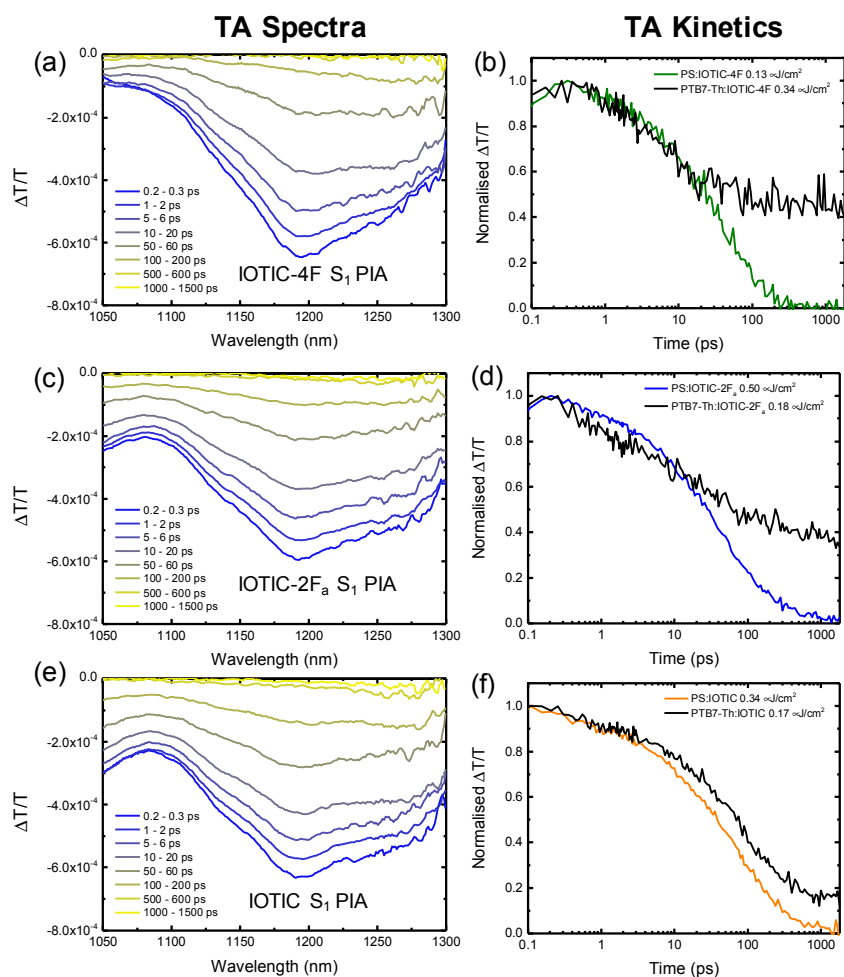 TA Spectra
TA Kinetics
(a)
0.0
-2.0x10⁻⁴
-4.0x10⁻⁴
-6.0x10⁻⁴
-8.0x10⁻⁴
ΔT/T
0.2 - 0.3 ps
1 - 2 ps
5 - 6 ps
10 - 20 ps
50 - 60 ps
100 - 200 ps
500 - 600 ps
1000 - 1500 ps
IOTIC-4F S₁ PIA
1050 1100 1150 1200 1250 1300
Wavelength (nm)
(b)
1.0
0.8
0.6
0.4
0.2
0.0
Normalised ΔT/T
PS:IOTIC-4F 0.13 ∝J/cm²
PTB7-Th:IOTIC-4F 0.34 ∝J/cm²
0.1 1 10 100 1000
Time (ps)
(c)
0.0
-2.0x10⁻⁴
-4.0x10⁻⁴
-6.0x10⁻⁴
-8.0x10⁻⁴
ΔT/T
0.2 - 0.3 ps
1 - 2 ps
5 - 6 ps
10 - 20 ps
50 - 60 ps
100 - 200 ps
500 - 600 ps
1000 - 1500 ps
IOTIC-2Fₐ S₁ PIA
1050 1100 1150 1200 1250 1300
Wavelength (nm)
(d)
1.0
0.8
0.6
0.4
0.2
0.0
Normalised ΔT/T
PS:IOTIC-2Fₐ 0.50 ∝J/cm²
PTB7-Th:IOTIC-2Fₐ 0.18 ∝J/cm²
0.1 1 10 100 1000
Time (ps)
(e)
0.0
-2.0x10⁻⁴
-4.0x10⁻⁴
-6.0x10⁻⁴
-8.0x10⁻⁴
ΔT/T
0.2 - 0.3 ps
1 - 2 ps
5 - 6 ps
10 - 20 ps
50 - 60 ps
100 - 200 ps
500 - 600 ps
1000 - 1500 ps
IOTIC S₁ PIA
1050 1100 1150 1200 1250 1300
Wavelength (nm)
(f)
1.0
0.8
0.6
0.4
0.2
0.0
Normalised ΔT/T
PS:IOTIC 0.34 ∝J/cm²
PTB7-Th:IOTIC 0.17 ∝J/cm²
0.1 1 10 100 1000
Time (ps)